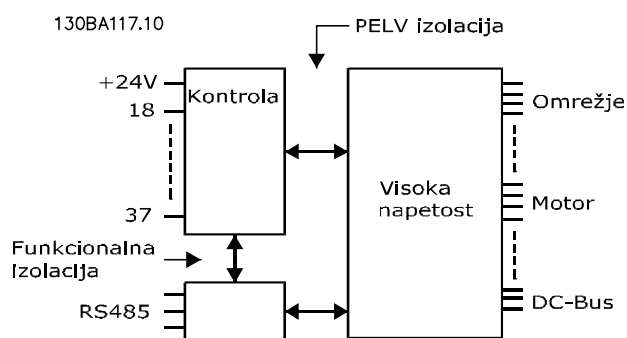 130BA117.10
PELV izolacija
+24V
Kontrola
18
Omrežje
Visoka
napetost
37
Motor
Funkcionalna
izolacija
RS485
DC-Bus